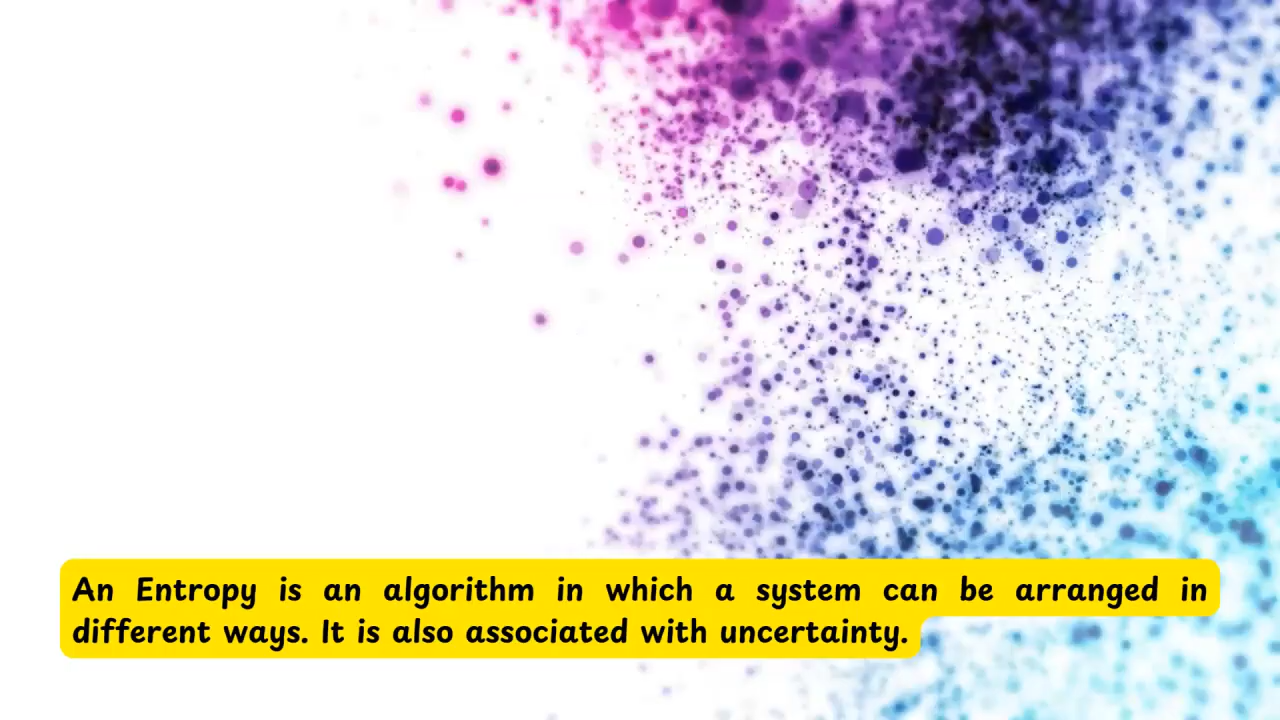 An Entropy is an algorithm in which a system can be arranged in
different ways. It is also associated with uncertainty.